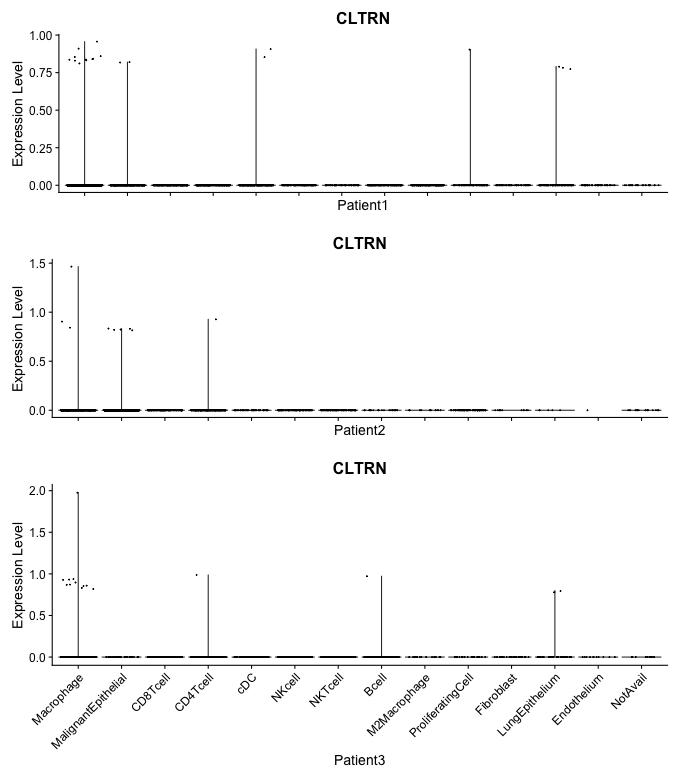 CLTRN
Expression Level
1.00
0.75
0.50
0.25
0.00
Patient1
CLTRN
Expression Level
1.5
1.0
0.5
0.0
Patient2
CLTRN
Expression Level
2.0
1.5
1.0
0.5
0.0
Macrophage
MalignantEpithelial
CD8Tcell
CD4Tcell
cDC
NKcell
NKTcell
Bcell
M2Macrophage
ProliferatingCell
Fibroblast
LungEpithelium
Endothelium
NotAvail
Patient3